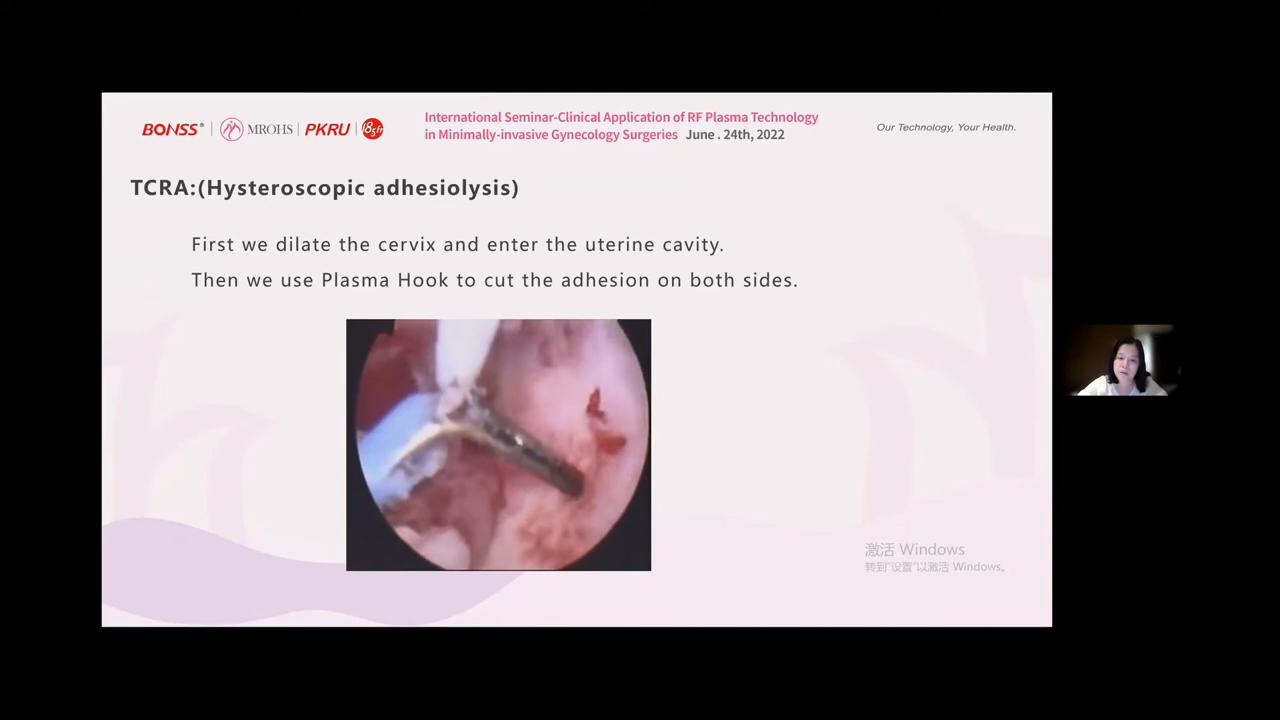 BONSS® MROHS PKRU
International Seminar-Clinical Application of RF Plasma Technology
in Minimally-invasive Gynecology Surgeries June . 24th, 2022
Our Technology, Your Health.
TCRA:(Hysteroscopic adhesiolysis)
First we dilate the cervix and enter the uterine cavity.
Then we use Plasma Hook to cut the adhesion on both sides.
激活 Windows
转到“设置”以激活 Windows。